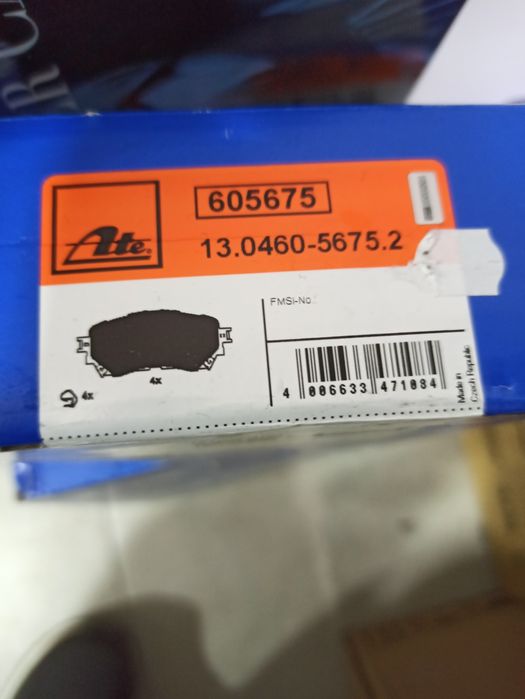 R C
Ate
605675
13.0460-5675.2
FMSI-No.:
4x
4x
4 006633 471084
Made in
Czech Republic